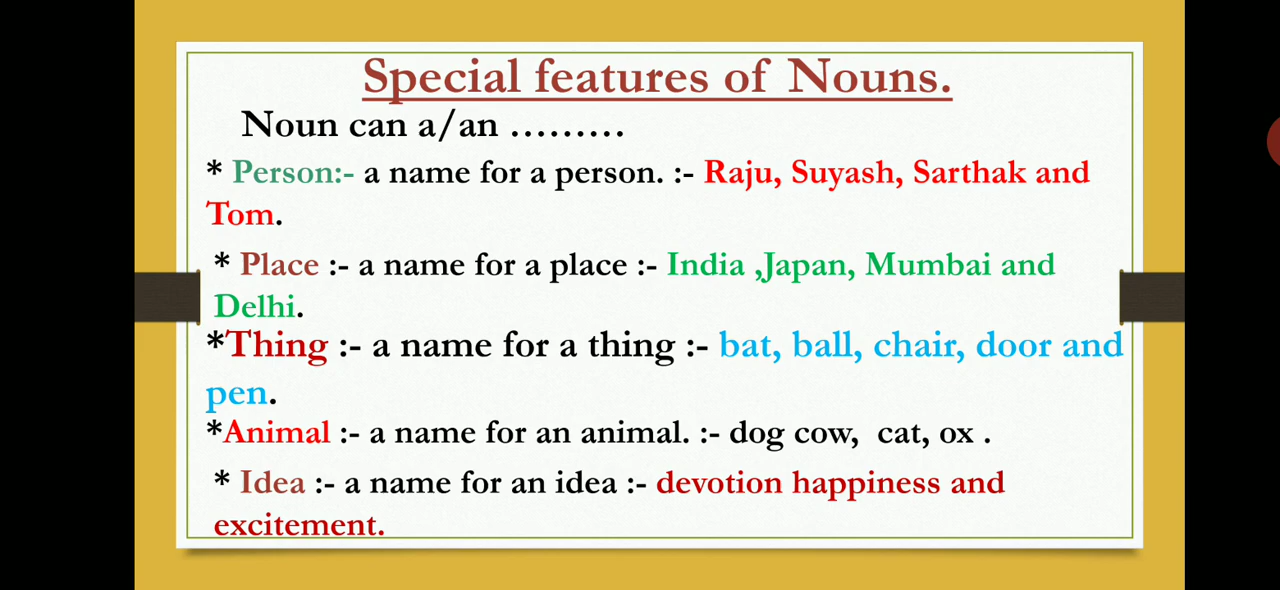 Special features of Nouns.
Noun can a/an .........
* Person:- a name for a person. :- Raju, Suyash, Sarthak and
Tom.
* Place :- a name for a place :- India ,Japan, Mumbai and
Delhi.
*Thing :- a name for a thing :- bat, ball, chair, door and
pen.
*Animal :- a name for an animal. :- dog cow,  cat, ox .
* Idea :- a name for an idea :- devotion happiness and
excitement.